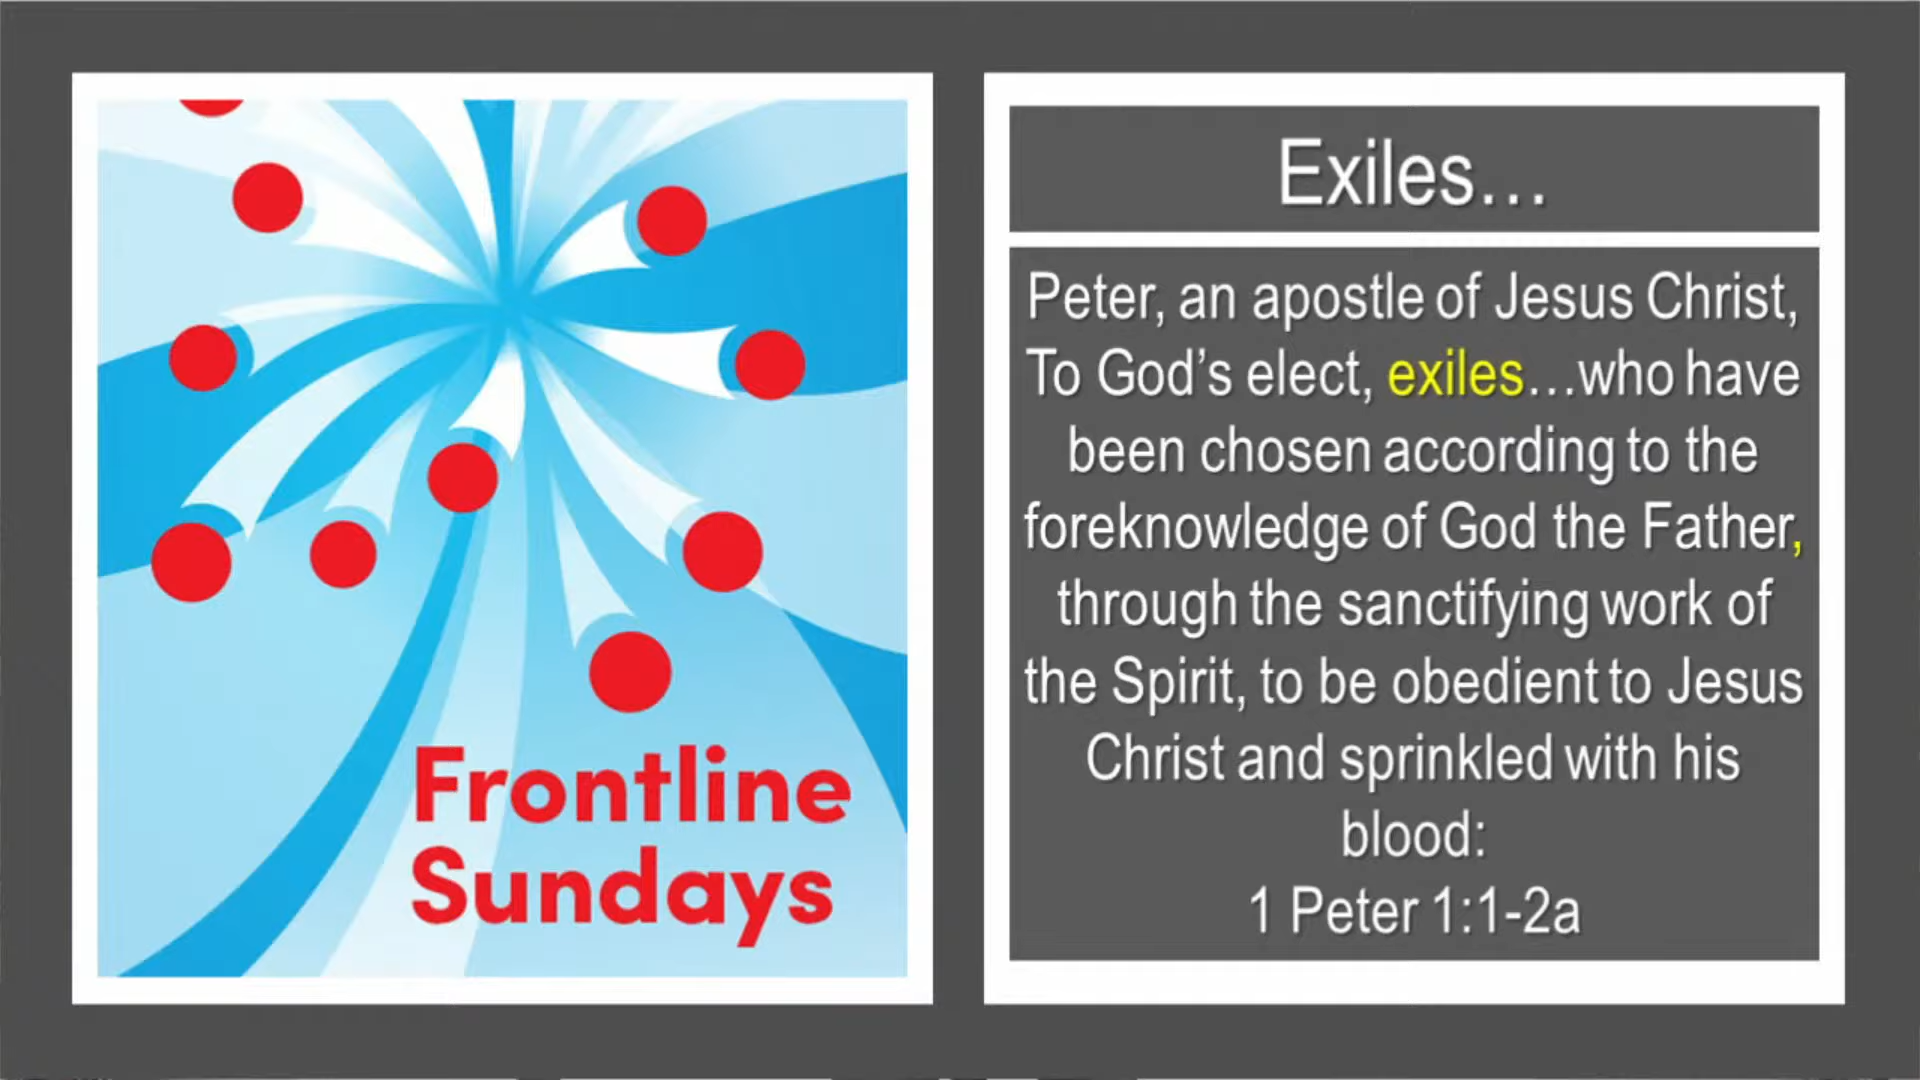 Frontline
Sundays
Exiles…
Peter, an apostle of Jesus Christ,
To God’s elect, exiles…who have
been chosen according to the
foreknowledge of God the Father,
through the sanctifying work of
the Spirit, to be obedient to Jesus
Christ and sprinkled with his
blood:
1 Peter 1:1-2a